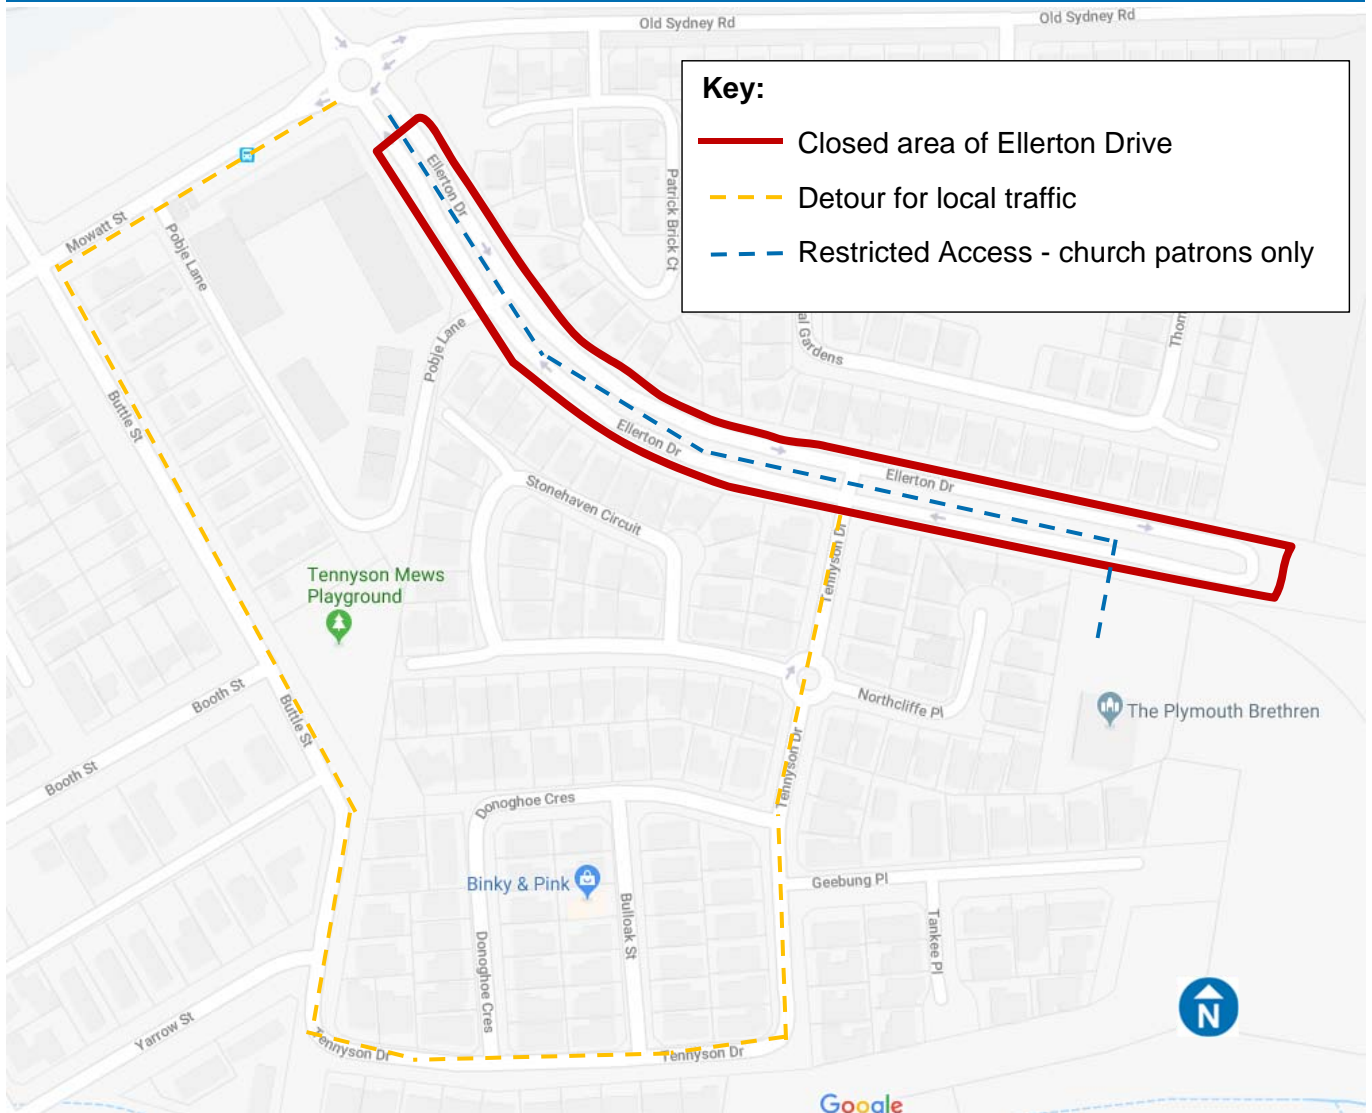 Old Sydney Rd
Old Sydney Rd
Key:
Closed area of Ellerton Drive
Detour for local traffic
Restricted Access - church patrons only
Ellerton Dr
Patrick Brick Ct
Mowatt St
Pobje Lane
Pobje Lane
al Gardens
Thom
Buttle St
Ellerton Dr
Ellerton Dr
Stonehaven Circuit
Tennyson Dr
Tennyson Mews
Playground
Northcliffe Pl
The Plymouth Brethren
Booth St
Buttle St
Booth St
Tennyson Dr
Donoghoe Cres
Binky & Pink
Geebung Pl
Bulloak St
Tankee Pl
Donoghoe Cres
Yarrow St
Tennyson Dr
Tennyson Dr
N
Google